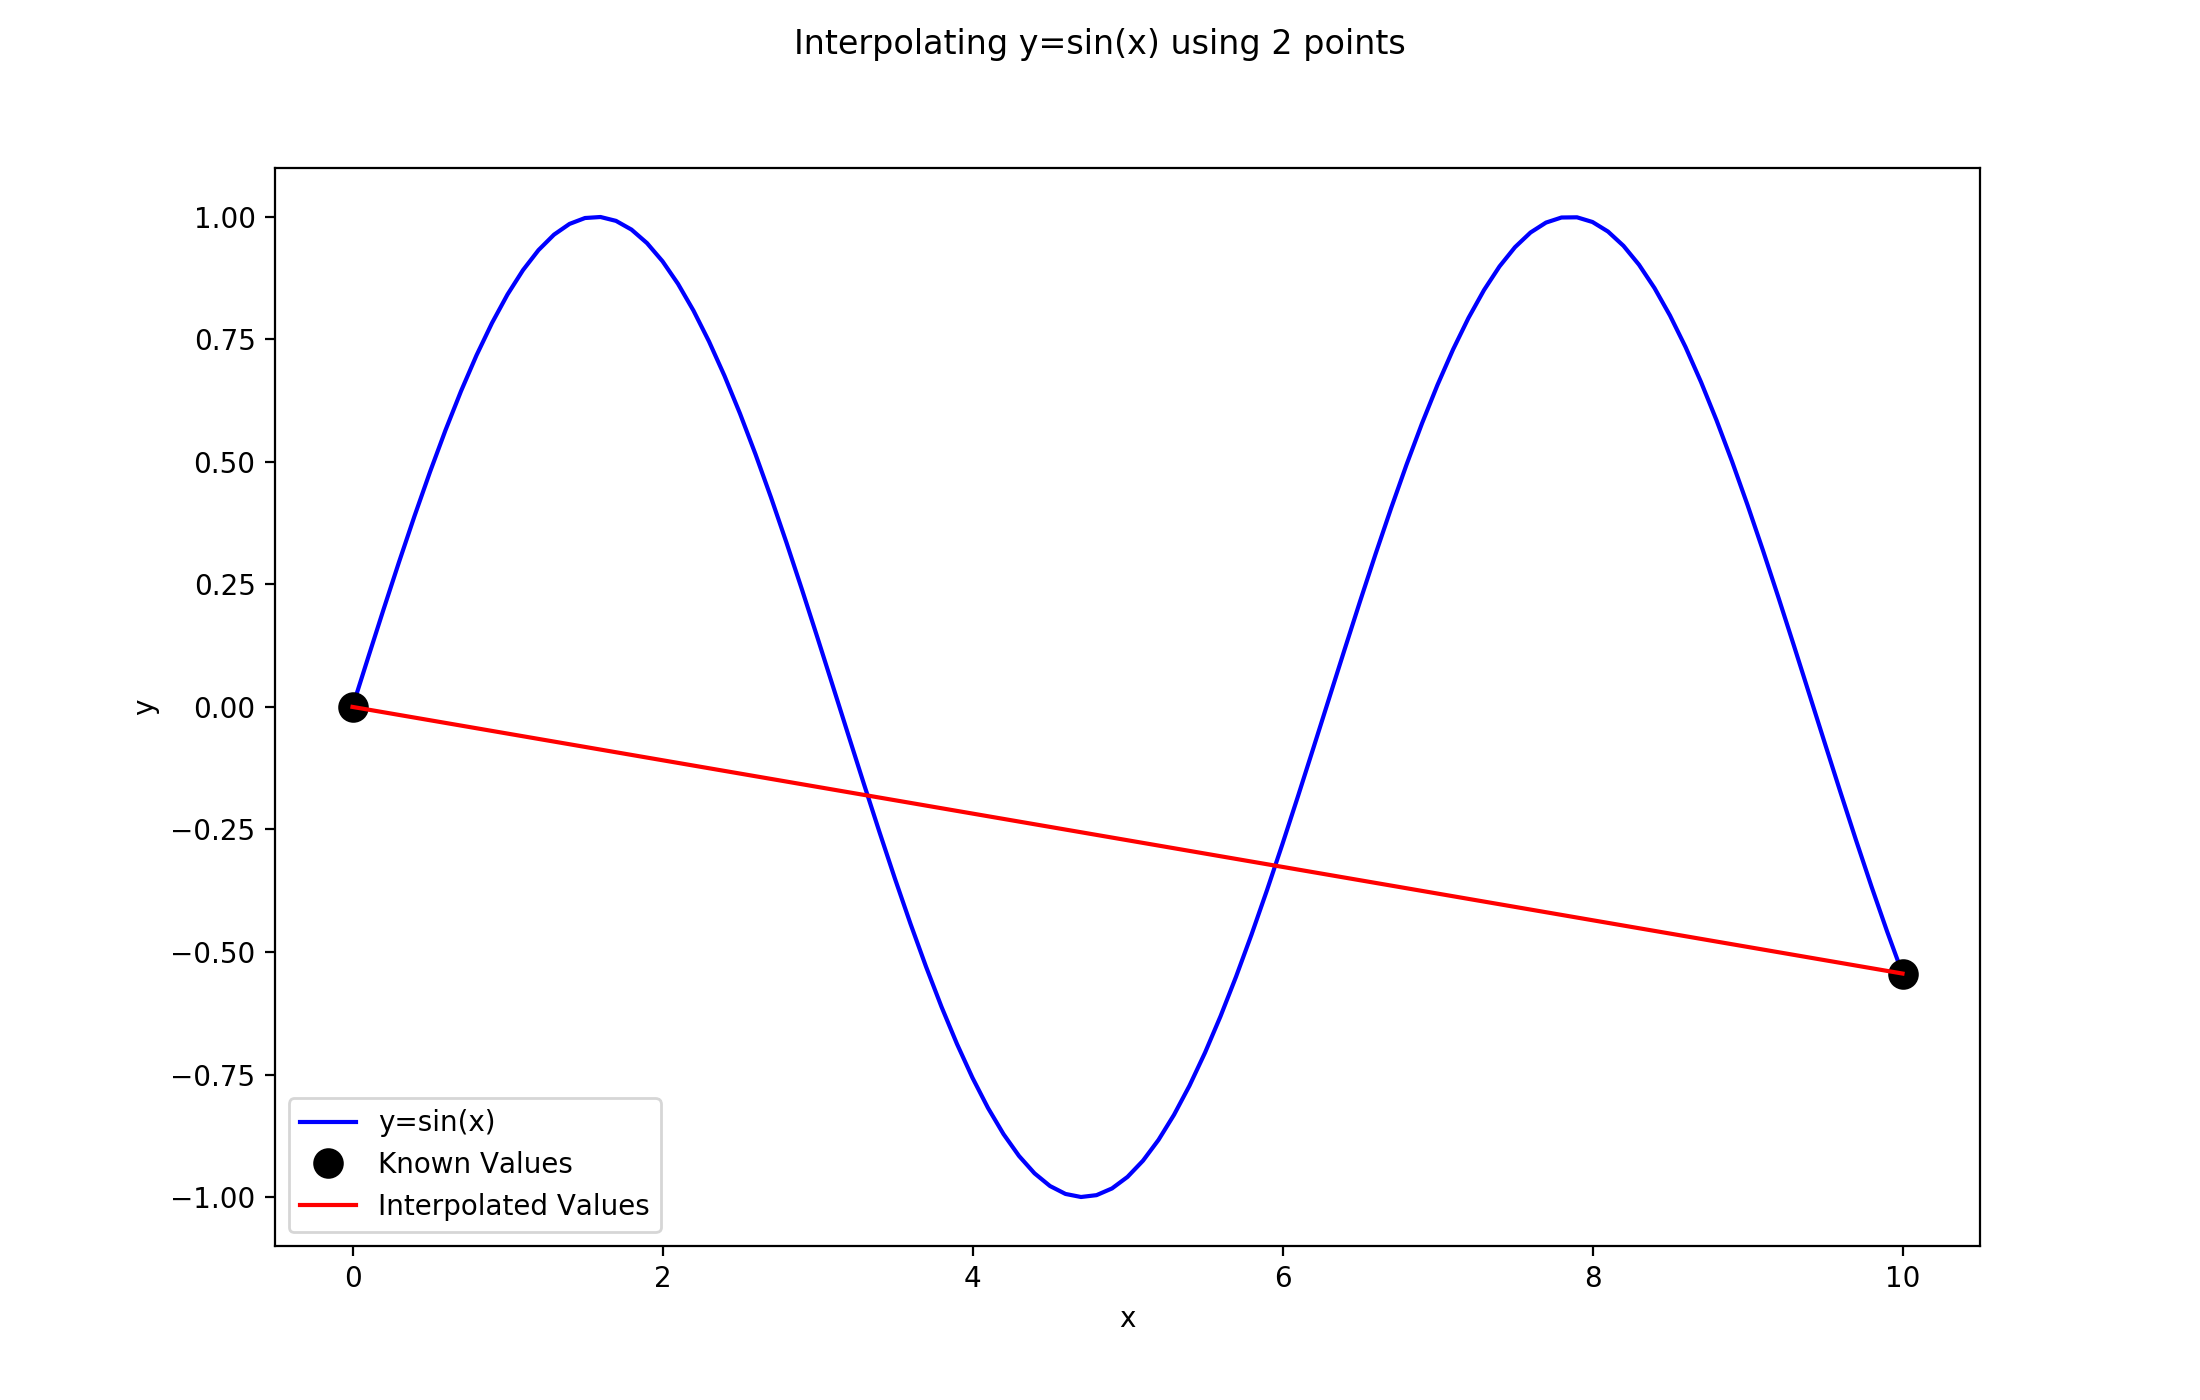 Interpolating y=sin(x) using 2 points
1.00
0.75
0.50
0.25
0.00
−0.25
−0.50
−0.75
−1.00
y
y=sin(x)
Known Values
Interpolated Values
0 2 4 6 8 10
x